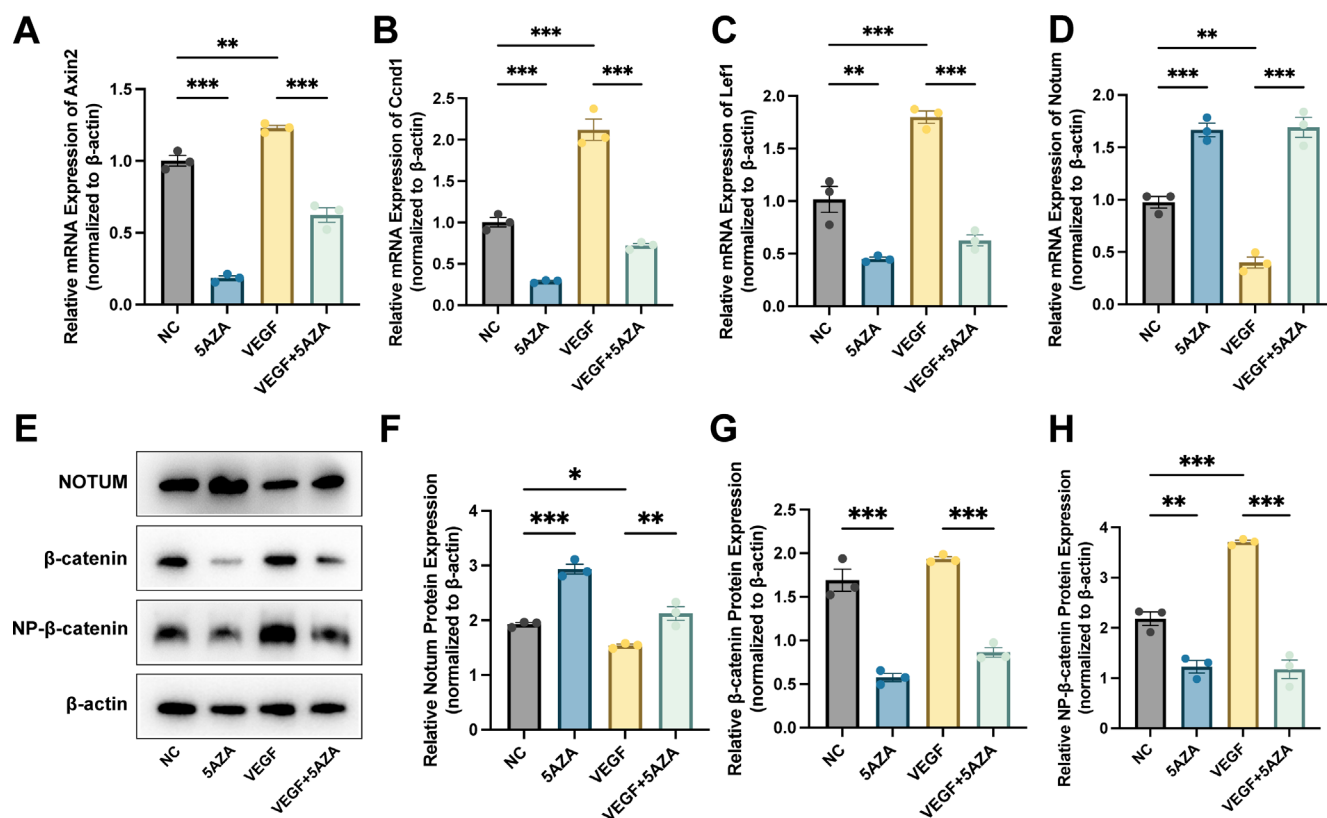 A
Relative mRNA Expression of Axin2
(normalized to β-actin)
1.5
1.0
0.5
0.0
**
***
***
NC
5AZA
VEGF
VEGF+5AZA
B
Relative mRNA Expression of Ccnd1
(normalized to β-actin)
2.5
2.0
1.5
1.0
0.5
0.0
***
***
***
NC
5AZA
VEGF
VEGF+5AZA
C
Relative mRNA Expression of Lef1
(normalized to β-actin)
2.0
1.5
1.0
0.5
0.0
***
**
***
NC
5AZA
VEGF
VEGF+5AZA
D
Relative mRNA Expression of Notum
(normalized to β-actin)
2.0
1.5
1.0
0.5
0.0
**
***
***
NC
5AZA
VEGF
VEGF+5AZA
E
NOTUM
β-catenin
NP-β-catenin
β-actin
NC
5AZA
VEGF
VEGF+5AZA
F
Relative Notum Protein Expression
(normalized to β-actin)
4
3
2
1
0
*
***
**
NC
5AZA
VEGF
VEGF+5AZA
G
Relative β-catenin Protein Expression
(normalized to β-actin)
2.5
2.0
1.5
1.0
0.5
0.0
***
***
NC
5AZA
VEGF
VEGF+5AZA
H
Relative NP-β-catenin Protein Expression
(normalized to β-actin)
4
3
2
1
0
***
**
***
NC
5AZA
VEGF
VEGF+5AZA